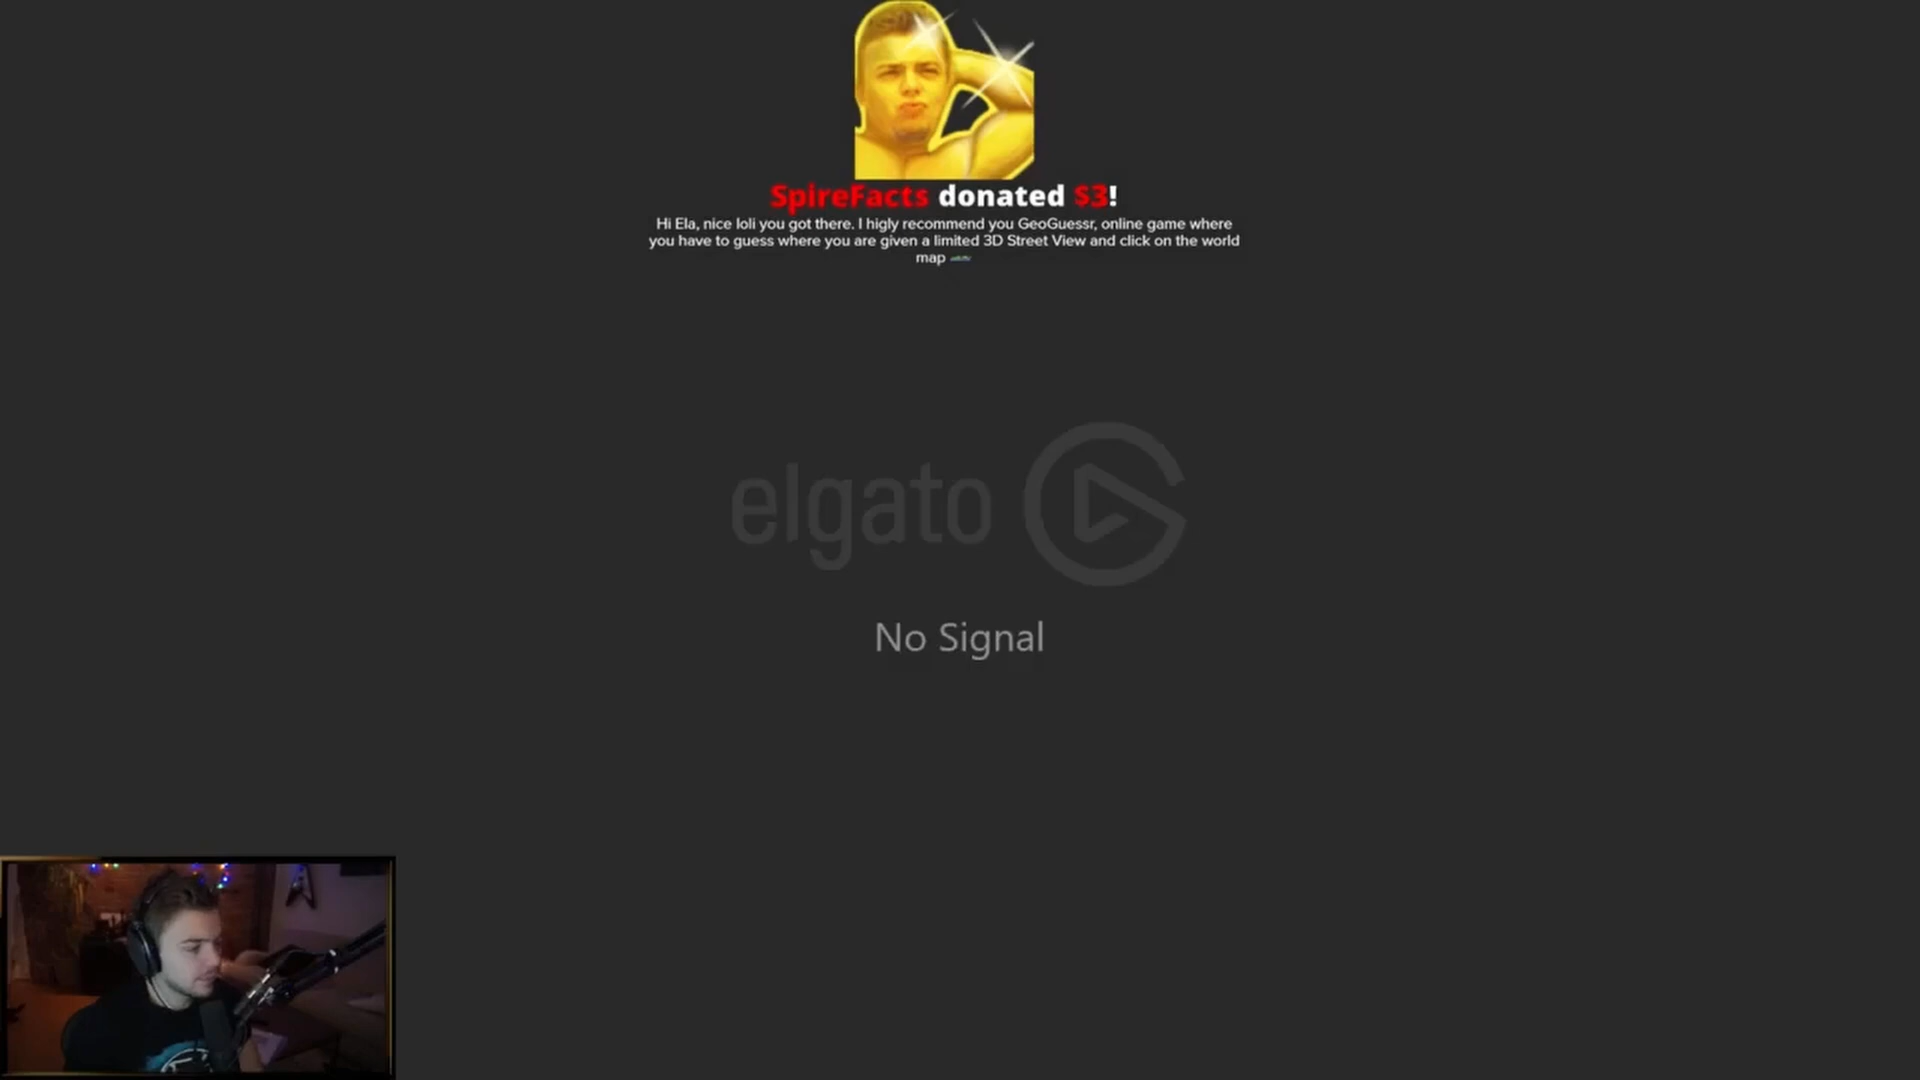 SpireFacts donated $3!
Hi Ela, nice loli you got there. I higly recommend you GeoGuessr, online game where
you have to guess where you are given a limited 3D Street View and click on the world
map
elgato
No Signal